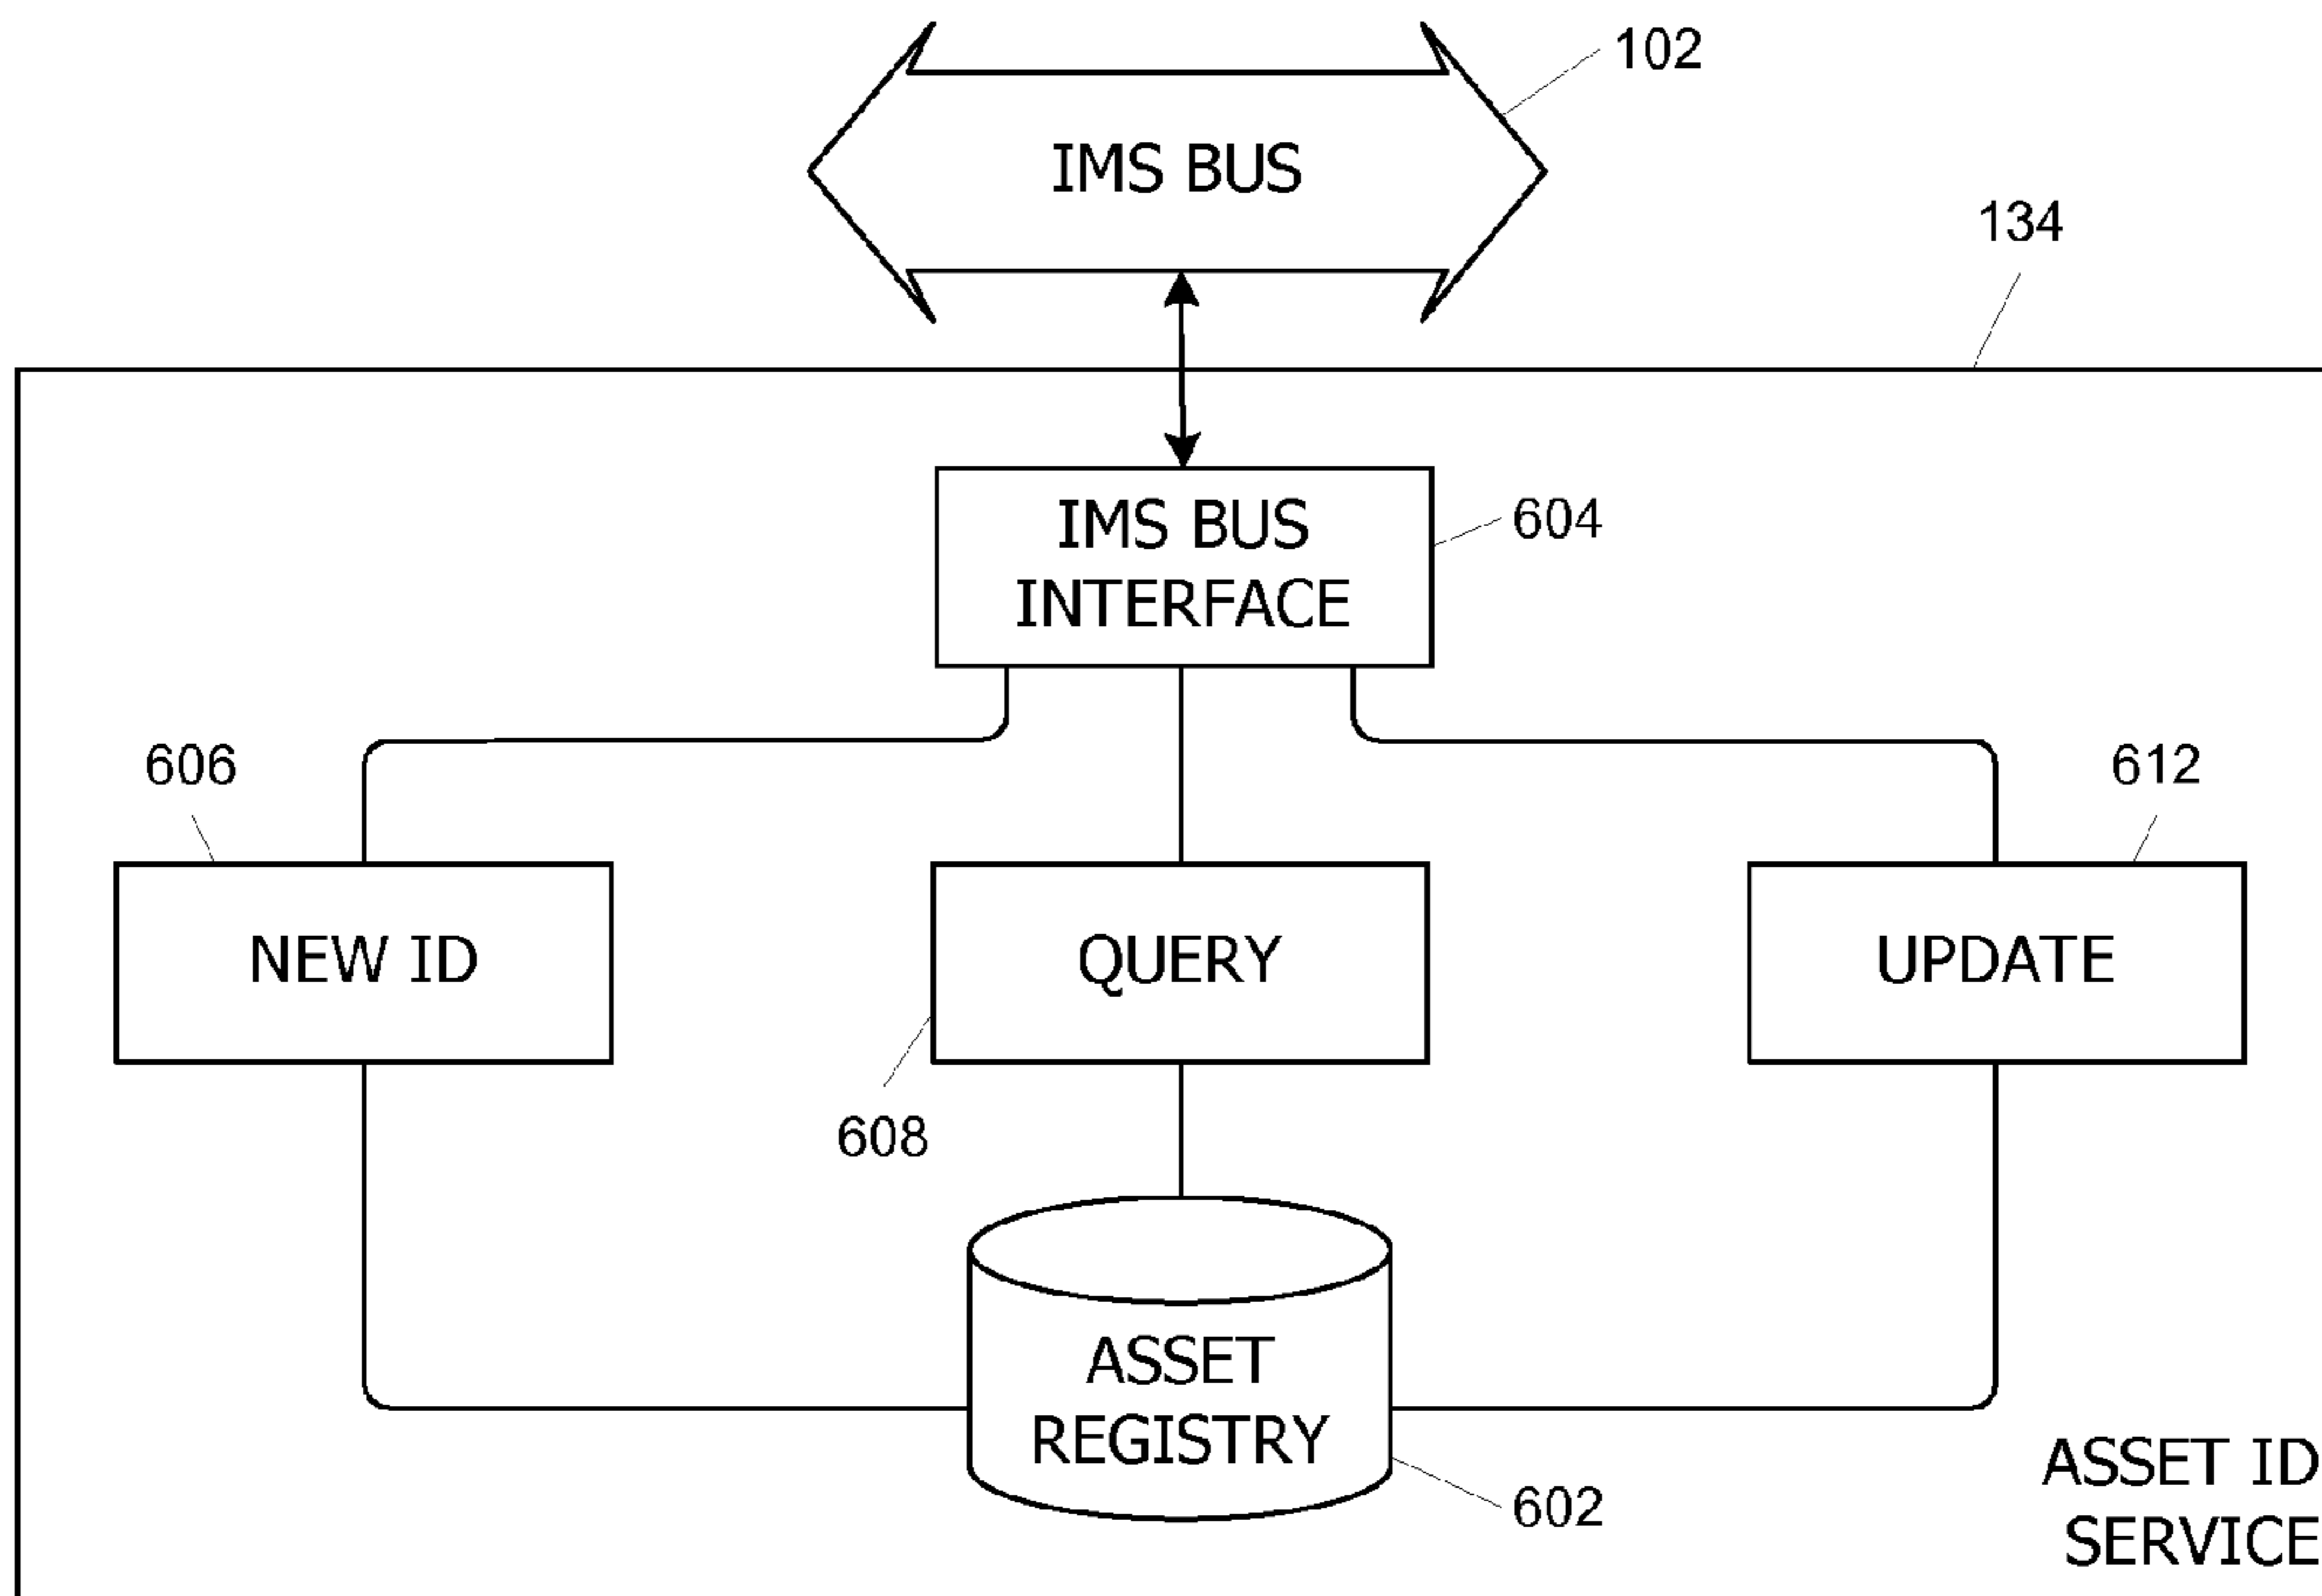 102
IMS BUS
134
IMS BUS
INTERFACE
604
606
612
NEW ID
QUERY
UPDATE
608
ASSET
REGISTRY
602
ASSET ID
SERVICE